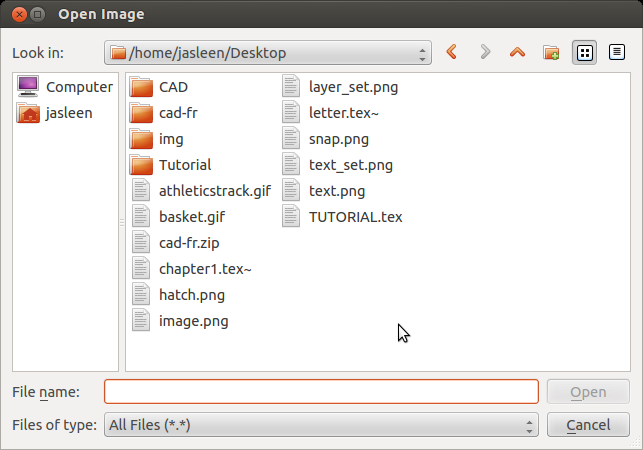 Open Image
Look in:
/home/jasleen/Desktop
Computer
jasleen
CAD
cad-fr
img
Tutorial
athleticstrack.gif
basket.gif
cad-fr.zip
chapter1.tex~
hatch.png
image.png
layer_set.png
letter.tex~
snap.png
text_set.png
text.png
TUTORIAL.tex
File name:
Open
Files of type:
All Files (*.*)
Cancel